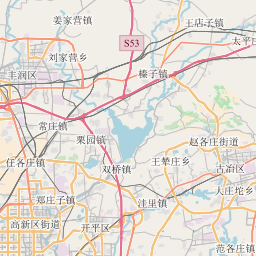 姜家营镇
王店子镇
太平
S53
刘家营乡
丰润区
榛子镇
常庄镇
栗园镇
赵各庄街道
任各庄镇
双桥镇
王辇庄乡
古冶区
大庄坨乡
郑庄子镇
洼里镇
高新区街道
开平区
范各庄镇